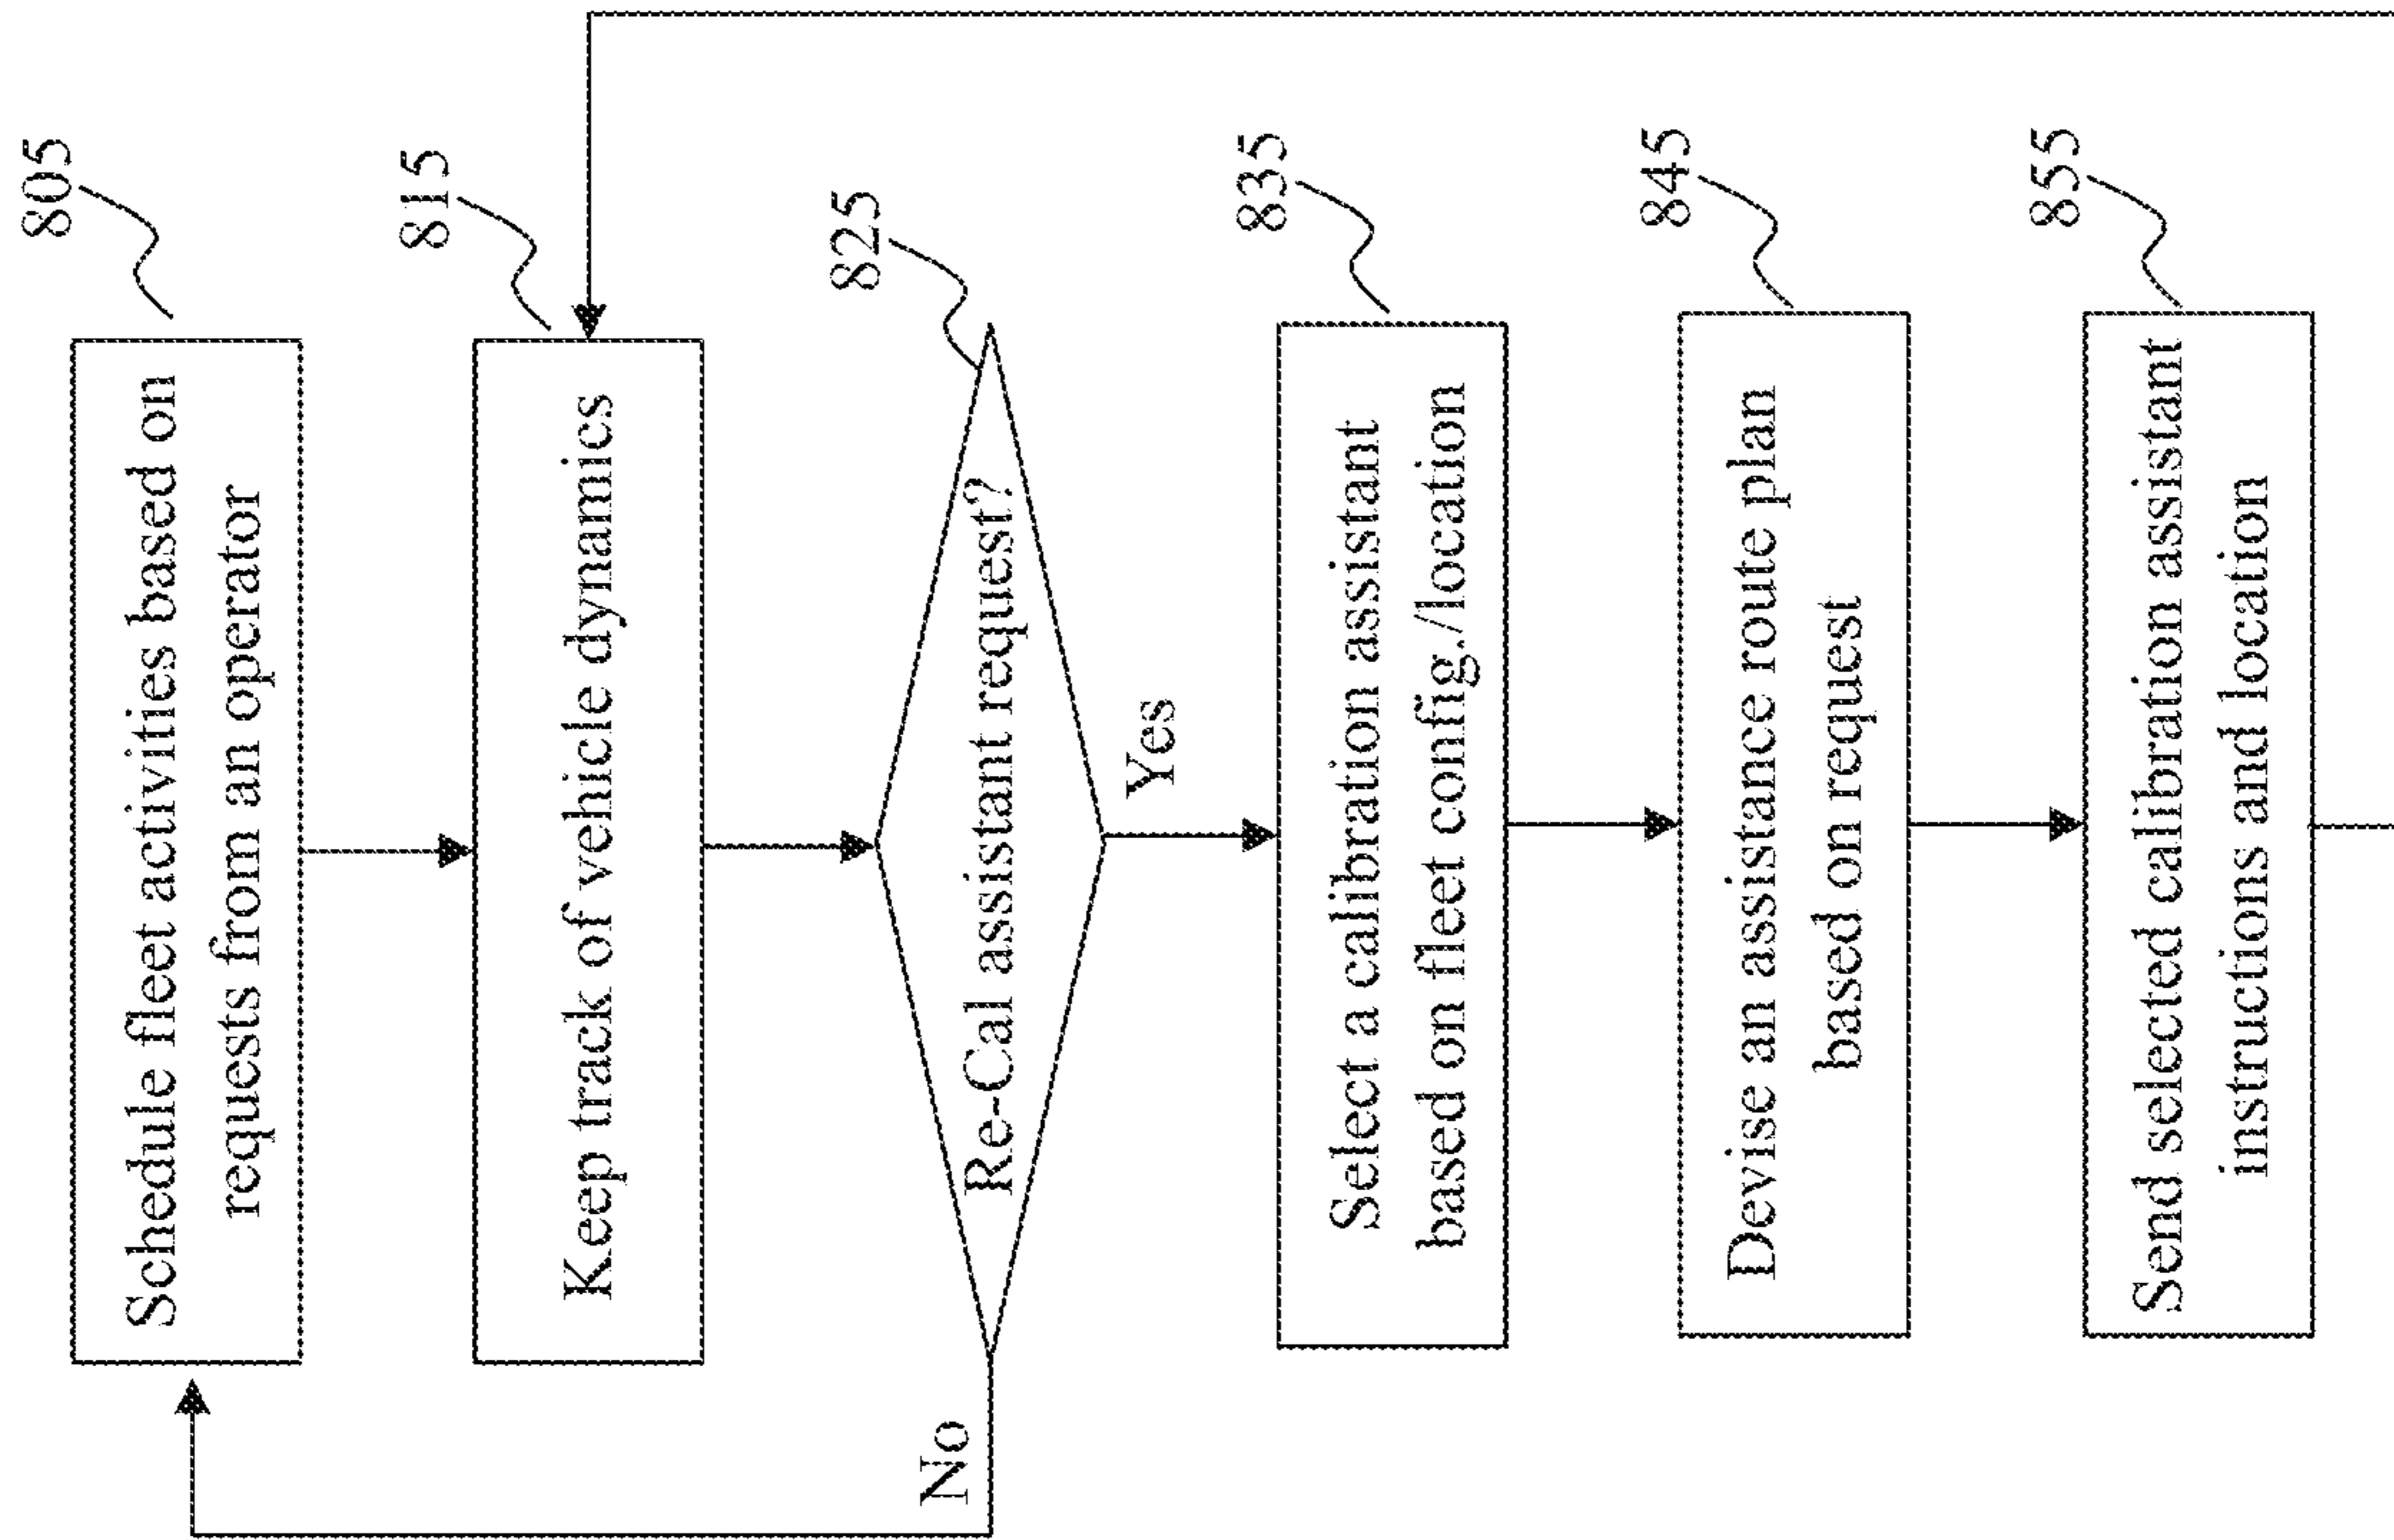 805
Schedule fleet activities based on
requests from an operator
815
Keep track of vehicle dynamics
825
Re-Cal assistant request?
No
Yes
835
Select a calibration assistant
based on fleet config./location
845
Devise an assistance route plan
based on request
855
Send selected calibration assistant
instructions and location